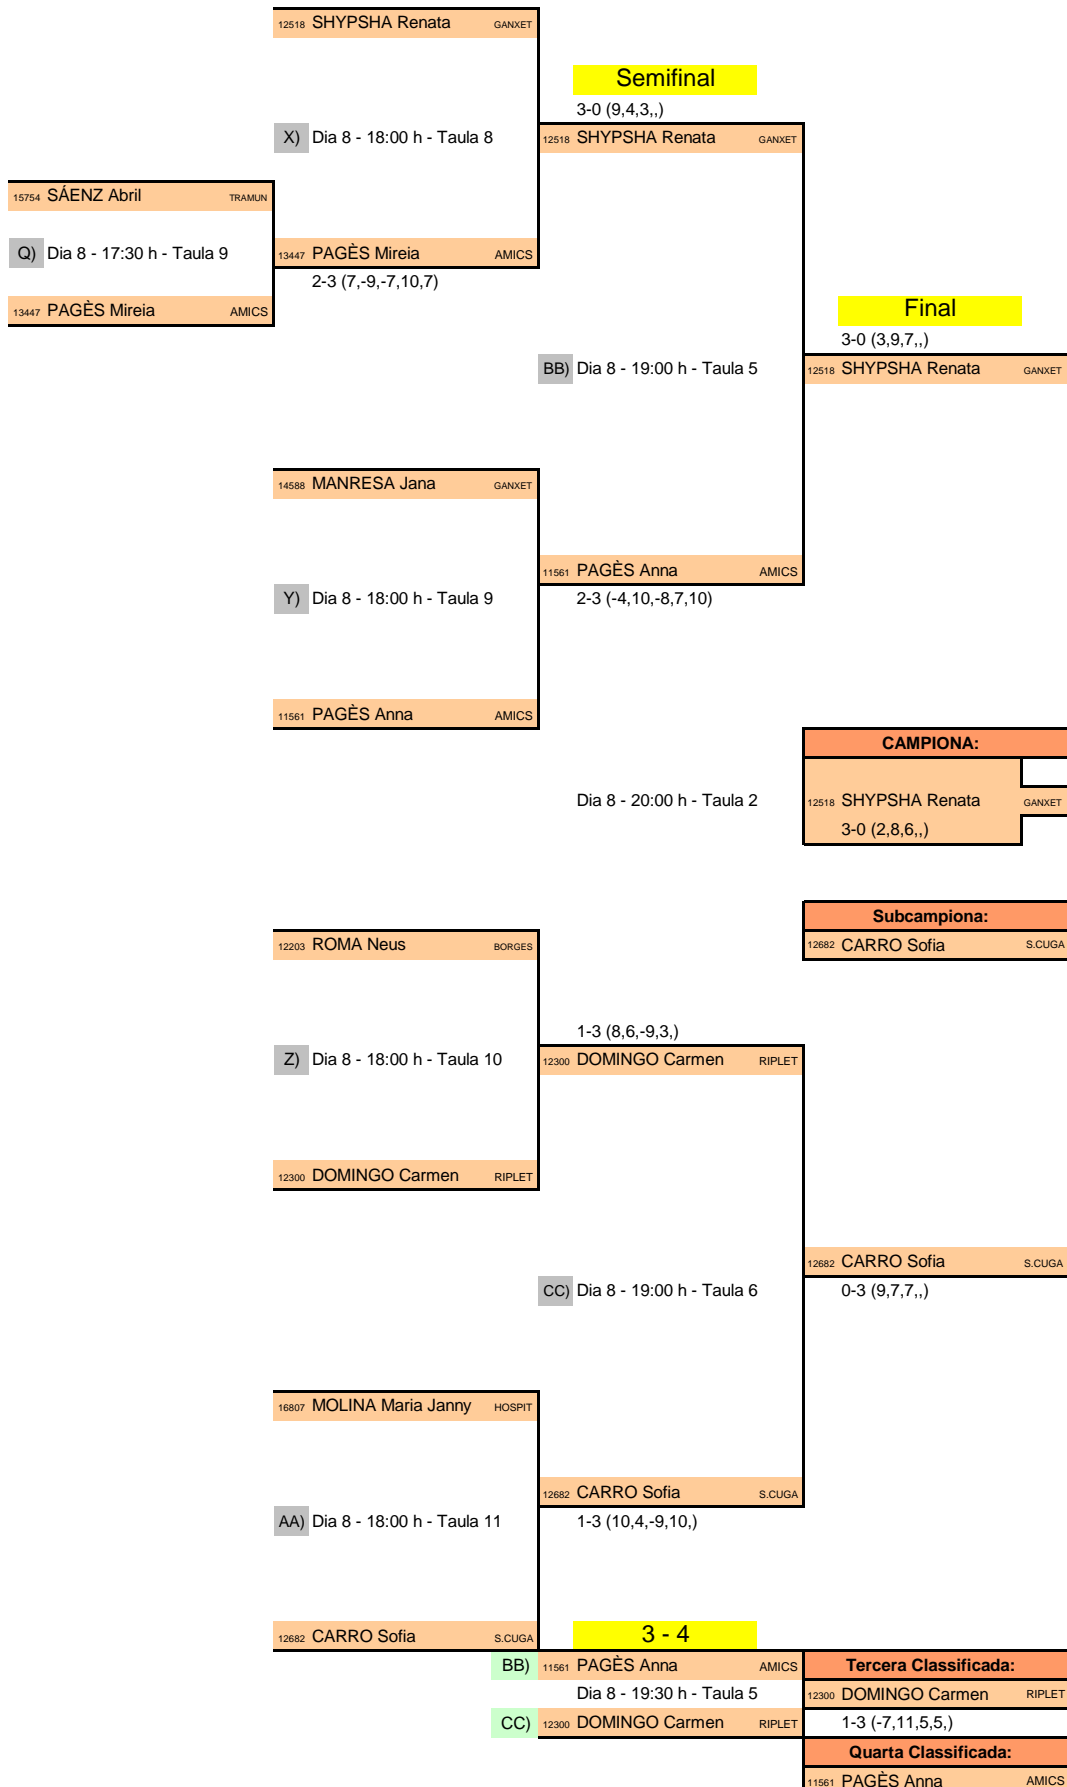 12518 SHYPSHA Renata GANXET
Semifinal
3-0 (9,4,3,,)
X) Dia 8 - 18:00 h - Taula 8
12518 SHYPSHA Renata GANXET
15754 SÁENZ Abril TRAMUN
Q) Dia 8 - 17:30 h - Taula 9
13447 PAGÈS Mireia AMICS
2-3 (7,-9,-7,10,7)
13447 PAGÈS Mireia AMICS
Final
3-0 (3,9,7,,)
BB) Dia 8 - 19:00 h - Taula 5
12518 SHYPSHA Renata GANXET
14588 MANRESA Jana GANXET
11561 PAGÈS Anna AMICS
Y) Dia 8 - 18:00 h - Taula 9
2-3 (-4,10,-8,7,10)
11561 PAGÈS Anna AMICS
CAMPIONA:
Dia 8 - 20:00 h - Taula 2
12518 SHYPSHA Renata GANXET
3-0 (2,8,6,,)
Subcampiona:
12203 ROMA Neus BORGES
12682 CARRO Sofia S.CUGA
1-3 (8,6,-9,3,)
Z) Dia 8 - 18:00 h - Taula 10
12300 DOMINGO Carmen RIPLET
12300 DOMINGO Carmen RIPLET
12682 CARRO Sofia S.CUGA
CC) Dia 8 - 19:00 h - Taula 6
0-3 (9,7,7,,)
16807 MOLINA Maria Janny HOSPIT
12682 CARRO Sofia S.CUGA
AA) Dia 8 - 18:00 h - Taula 11
1-3 (10,4,-9,10,)
12682 CARRO Sofia S.CUGA
3 - 4
BB) 11561 PAGÈS Anna AMICS
Tercera Classificada:
Dia 8 - 19:30 h - Taula 5
12300 DOMINGO Carmen RIPLET
CC) 12300 DOMINGO Carmen RIPLET
1-3 (-7,11,5,5,)
Quarta Classificada:
11561 PAGÈS Anna AMICS